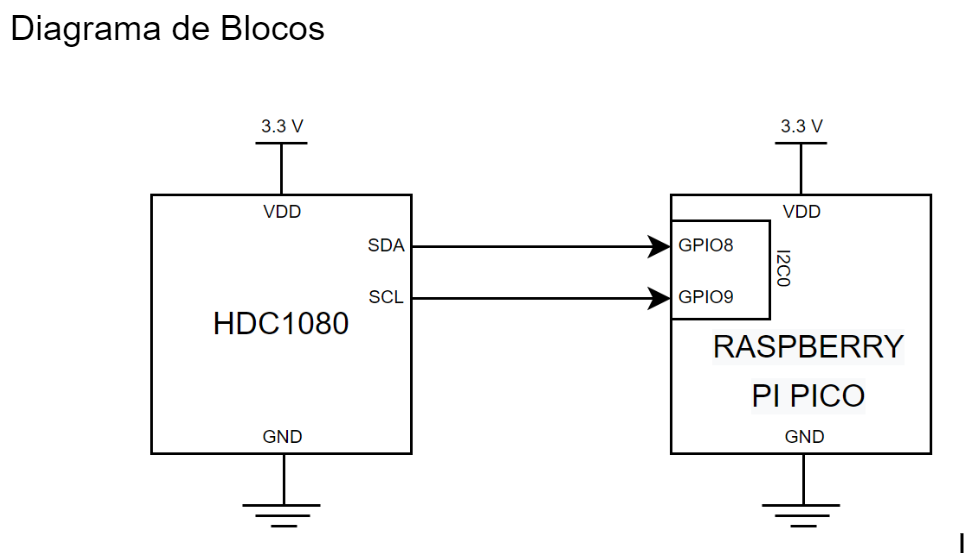 Diagrama de Blocos
3.3 V
3.3 V
VDD
VDD
SDA
GPIO8
SCL
GPIO9
I2C0
HDC1080
RASPBERRY
PI PICO
GND
GND